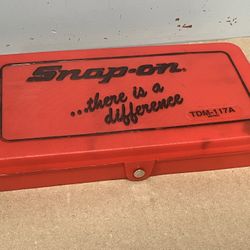 Snap-on
...there is a
difference
TDM-117A